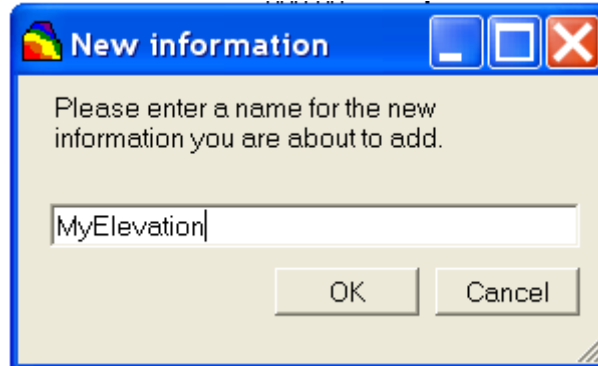 New information
Please enter a name for the new
information you are about to add.
MyElevation
OK
Cancel